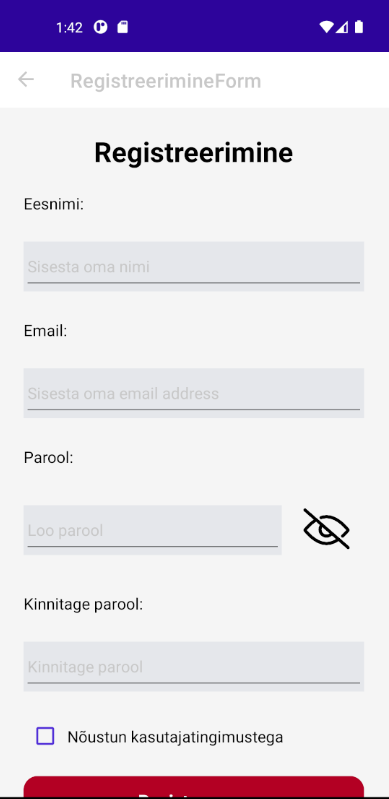 1:42
RegistreerimineForm
Registreerimine
Eesnimi:
Sisesta oma nimi
Email:
Sisesta oma email address
Parool:
Loo parool
Kinnitage parool:
Kinnitage parool
Nõustun kasutajatingimustega